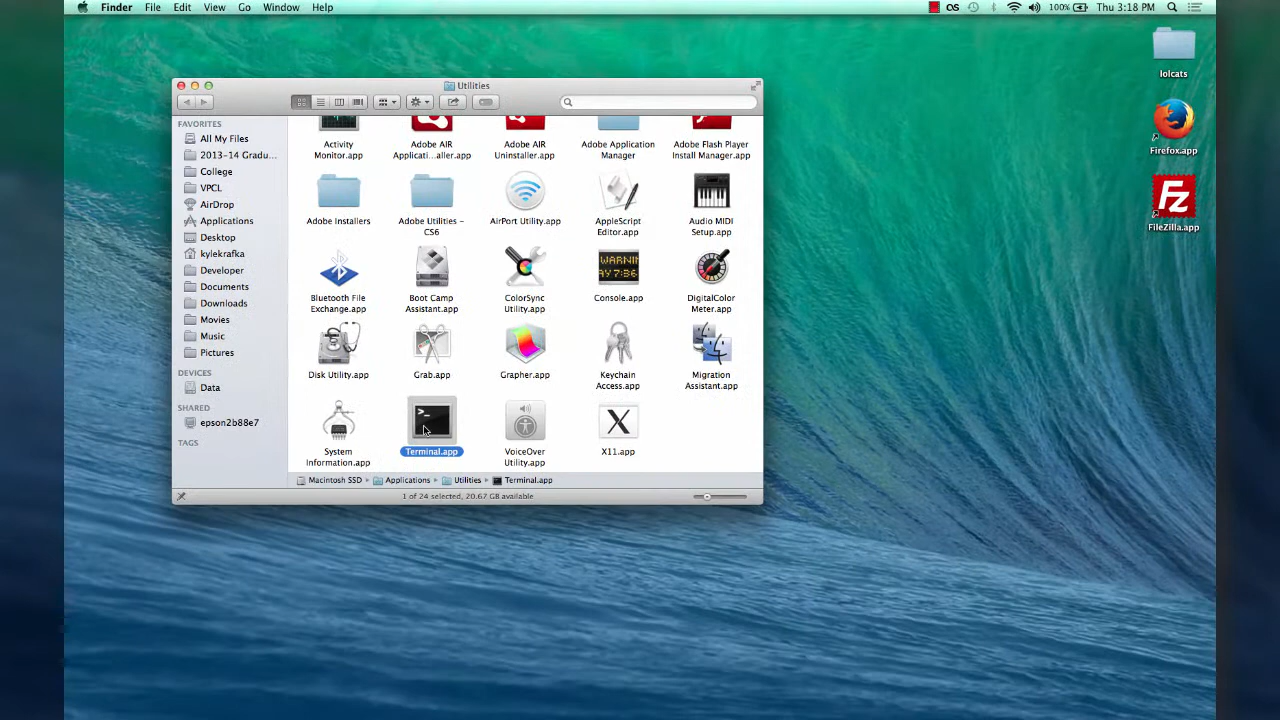 Finder File Edit View Go Window Help
OS 100% Thu 3:18 PM
Utilities
FAVORITES
All My Files
2013-14 Gradu...
College
VPCL
AirDrop
Applications
Desktop
kylekrafka
Developer
Documents
Downloads
Movies
Music
Pictures
DEVICES
Data
SHARED
epson2b88e7
TAGS
Activity
Monitor.app
Adobe AIR
Applicati...aller.app
Adobe AIR
Uninstaller.app
Adobe Application
Manager
Adobe Flash Player
Install Manager.app
Adobe Installers
Adobe Utilities -
CS6
AirPort Utility.app
AppleScript
Editor.app
Audio MIDI
Setup.app
Bluetooth File
Exchange.app
Boot Camp
Assistant.app
ColorSync
Utility.app
WARNIN
AY 7:36
Console.app
DigitalColor
Meter.app
Disk Utility.app
Grab.app
Grapher.app
Keychain
Access.app
Migration
Assistant.app
System
Information.app
>_
Terminal.app
VoiceOver
Utility.app
X
X11.app
Macintosh SSD Applications Utilities Terminal.app
1 of 24 selected, 20.67 GB available
lolcats
Firefox.app
Fz
FileZilla.app